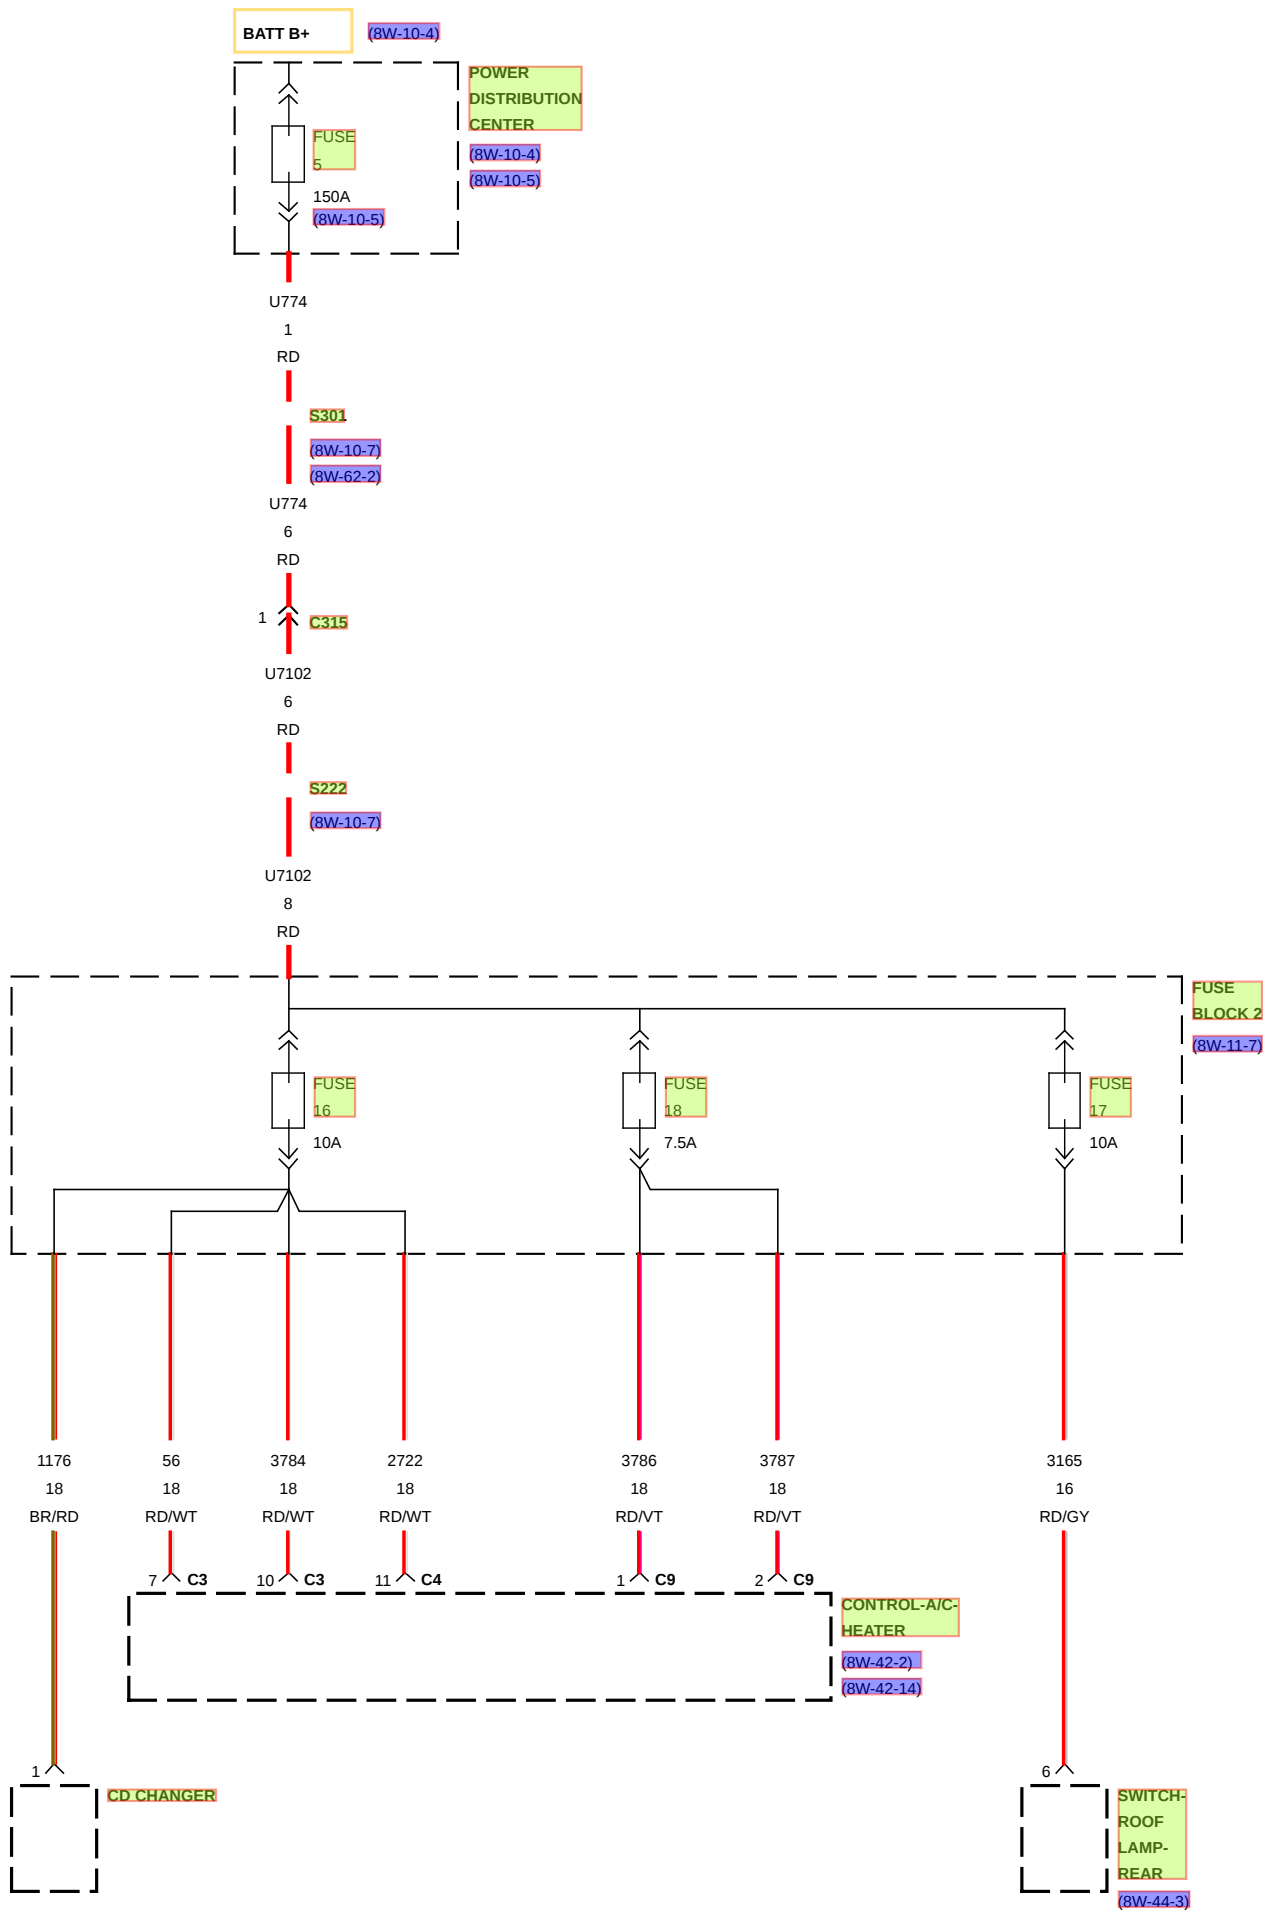 BATT B+
(8W-10-4)
POWER
DISTRIBUTION
CENTER
(8W-10-4)
(8W-10-5)
FUSE
5
150A
(8W-10-5)
U774
1
RD
S301
(8W-10-7)
(8W-62-2)
U774
6
RD
1
C315
U7102
6
RD
S222
(8W-10-7)
U7102
8
RD
FUSE
BLOCK 2
(8W-11-7)
FUSE
16
10A
FUSE
18
7.5A
FUSE
17
10A
1176
18
BR/RD
56
18
RD/WT
3784
18
RD/WT
2722
18
RD/WT
3786
18
RD/VT
3787
18
RD/VT
3165
16
RD/GY
7 C3
10 C3
11 C4
1 C9
2 C9
CONTROL-A/C-
HEATER
(8W-42-2)
(8W-42-14)
1
CD CHANGER
6
SWITCH-
ROOF
LAMP-
REAR
(8W-44-3)